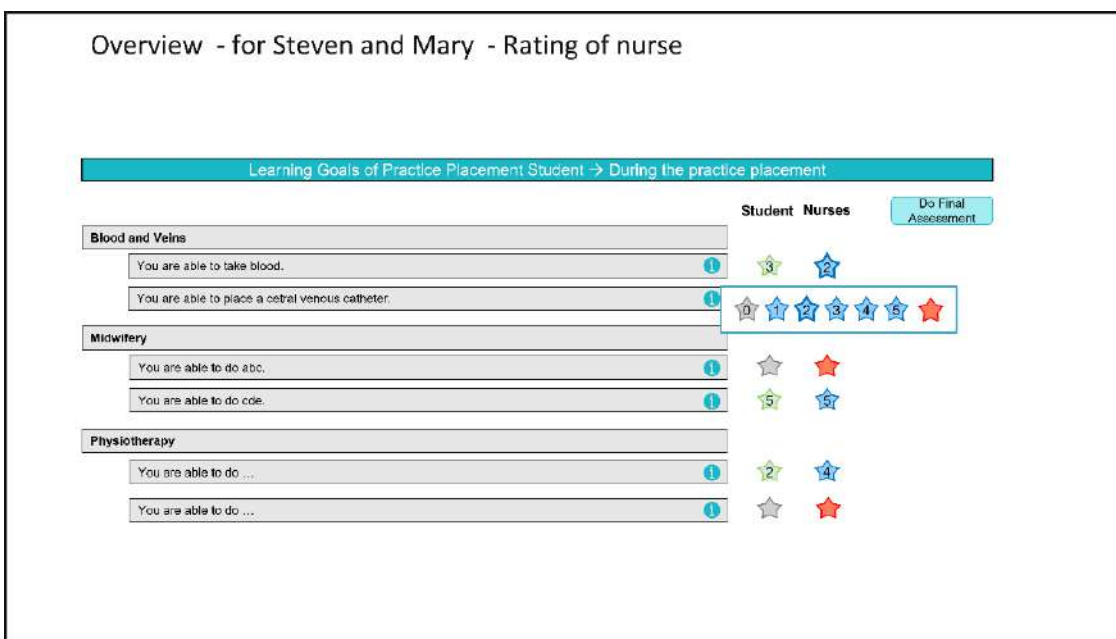 Overview - for Steven and Mary - Rating of nurse
Learning Goals of Practice Placement Student → During the practice placement
Student Nurses
Do Final
Assessment
Blood and Veins
You are able to take blood. i 3 2
You are able to place a cetral venous catheter. i 0 1 2 3 4 5
Midwifery
You are able to do abc. i
You are able to do cde. i 5 5
Physiotherapy
You are able to do ... i 2 4
You are able to do ... i